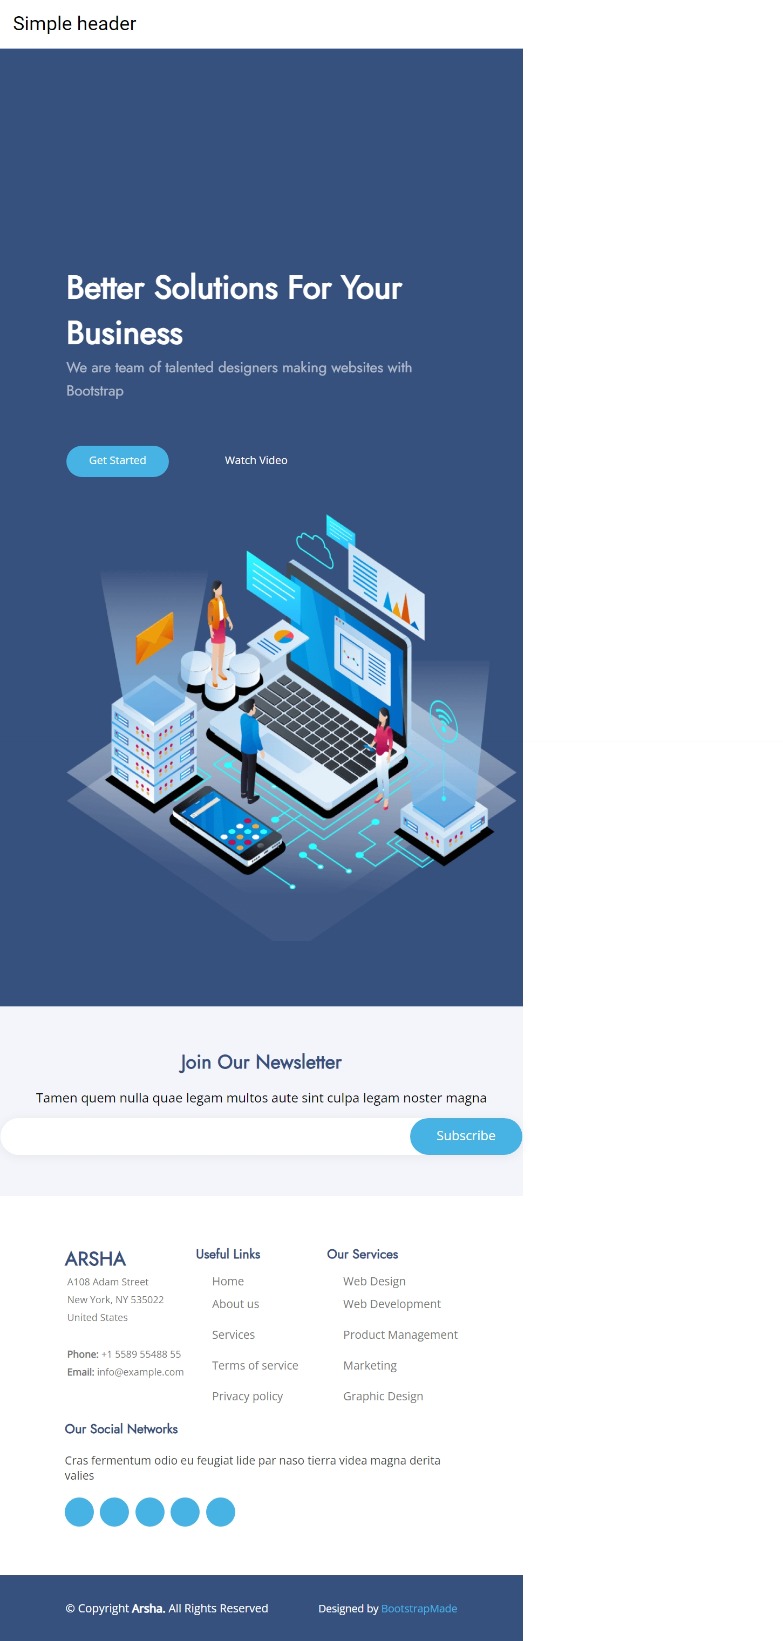 Simple header
Better Solutions For Your
Business
We are team of talented designers making websites with
Bootstrap
Get Started
Watch Video
Join Our Newsletter
Tamen quem nulla quae legam multos aute sint culpa legam noster magna
Subscribe
ARSHA
A108 Adam Street
New York, NY 535022
United States
Phone: +1 5589 55488 55
Email: info@example.com
Useful Links
Home
About us
Services
Terms of service
Privacy policy
Our Services
Web Design
Web Development
Product Management
Marketing
Graphic Design
Our Social Networks
Cras fermentum odio eu feugiat lide par naso tierra videa magna derita
valies
© Copyright Arsha. All Rights Reserved
Designed by BootstrapMade